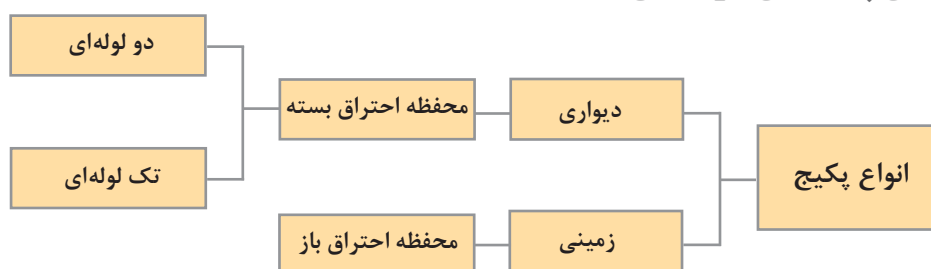 انواع پکیج
دیواری
محفظه احتراق بسته
دو لوله‌ای
تک لوله‌ای
زمینی
محفظه احتراق باز